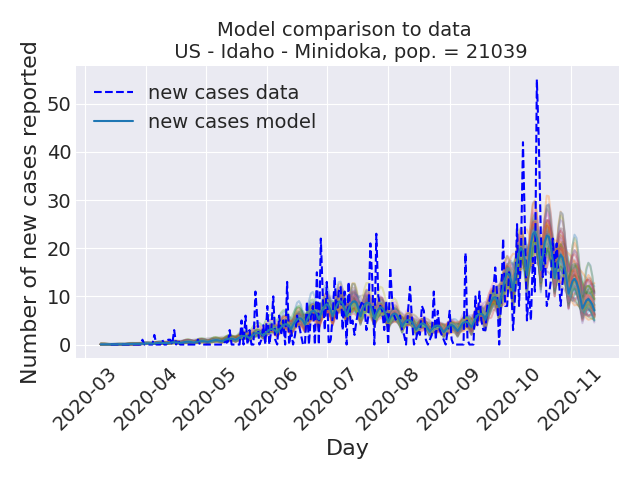 Model comparison to data
US - Idaho - Minidoka, pop. = 21039
Number of new cases reported
50
40
30
20
10
0
new cases data
new cases model
2020-03
2020-04
2020-05
2020-06
2020-07
2020-08
2020-09
2020-10
2020-11
Day